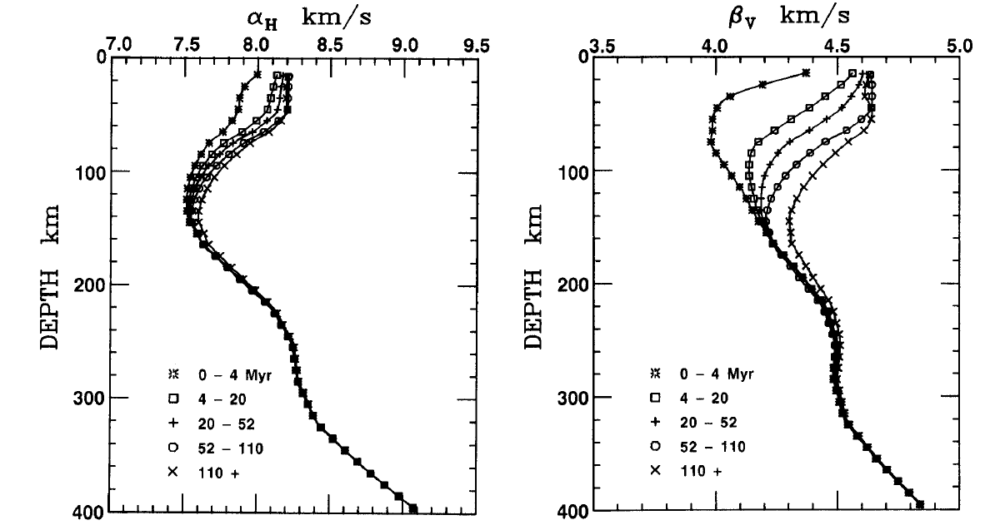 α_H km/s
7.0 7.5 8.0 8.5 9.0 9.5
0
100
200
300
400
DEPTH km
0 – 4 Myr
4 – 20
20 – 52
52 – 110
110 +
β_V km/s
3.5 4.0 4.5 5.0
0
100
200
300
400
DEPTH km
0 – 4 Myr
4 – 20
20 – 52
52 – 110
110 +